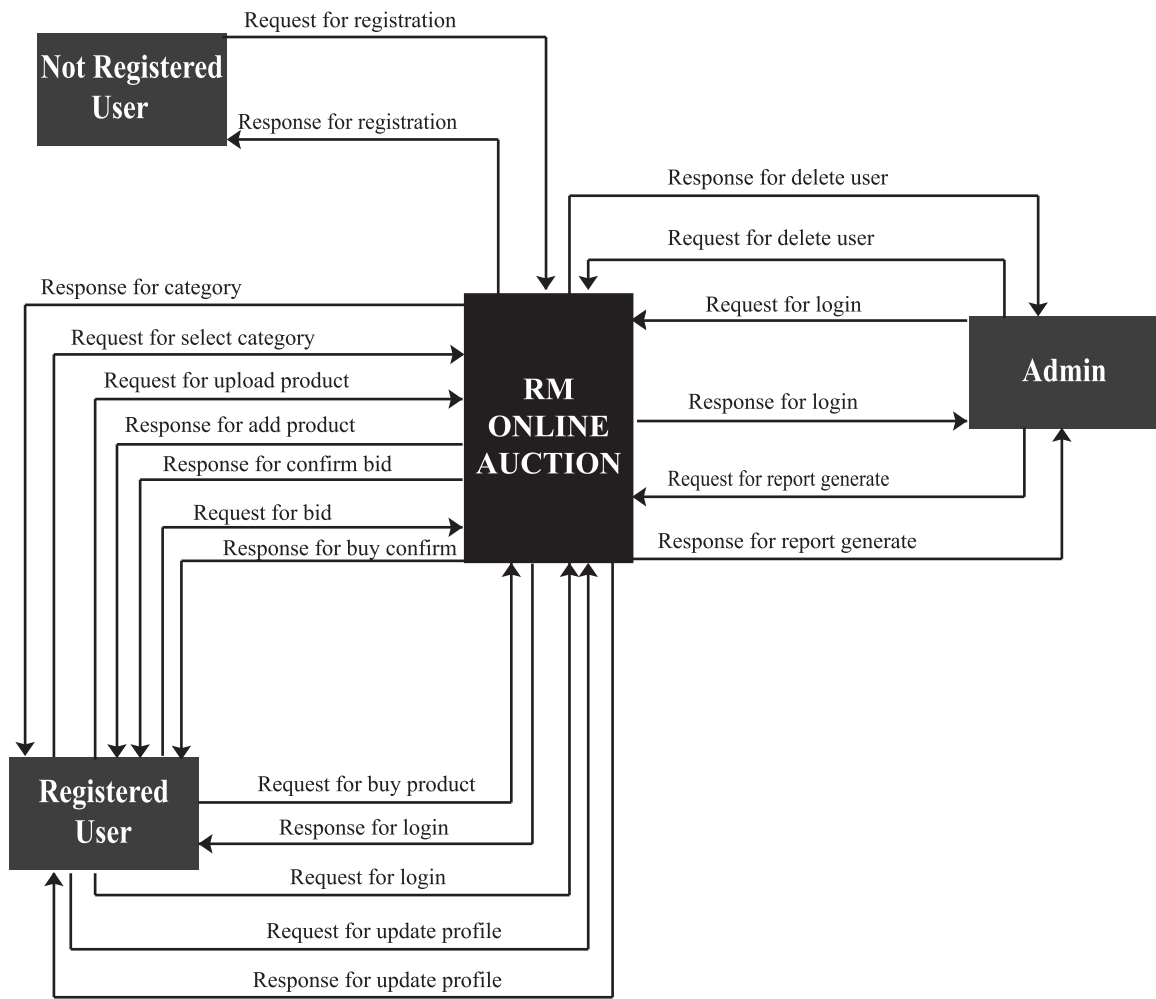 Request for registration
Not Registered
User
Response for registration
Response for delete user
Request for delete user
Response for category
Request for login
Request for select category
Admin
Request for upload product
RM
ONLINE
AUCTION
Response for login
Response for add product
Response for confirm bid
Request for report generate
Request for bid
Response for buy confirm
Response for report generate
Registered
User
Request for buy product
Response for login
Request for login
Request for update profile
Response for update profile